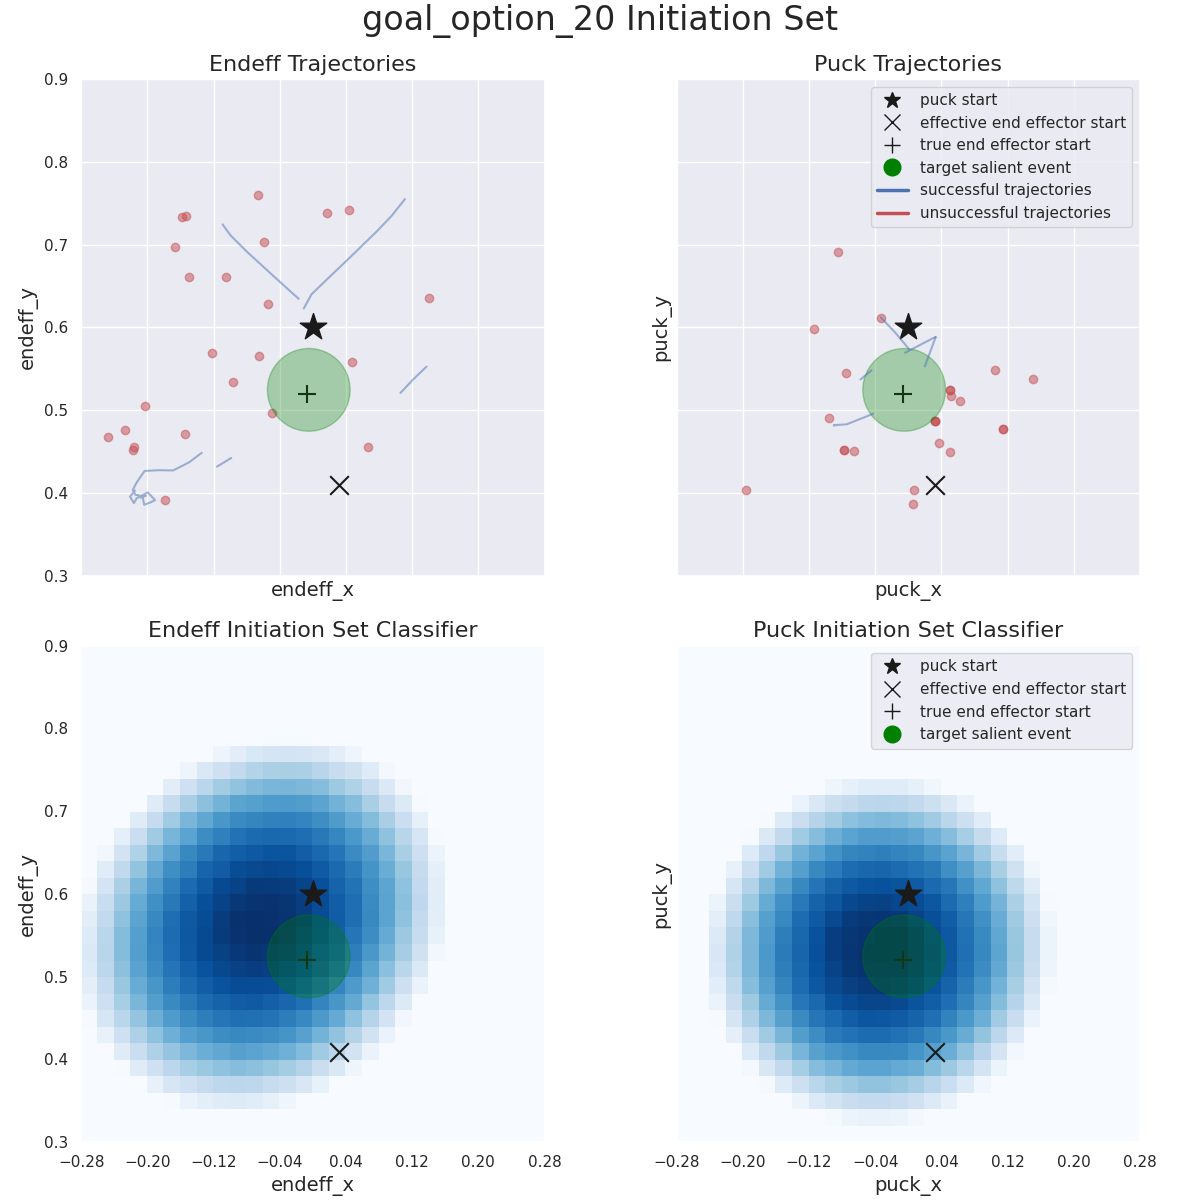 goal_option_20 Initiation Set
Endeff Trajectories
0.9
0.8
0.7
0.6
0.5
0.4
0.3
endeff_y
endeff_x
Puck Trajectories
puck start
effective end effector start
true end effector start
target salient event
successful trajectories
unsuccessful trajectories
puck_y
puck_x
Endeff Initiation Set Classifier
0.9
0.8
0.7
0.6
0.5
0.4
0.3
endeff_y
−0.28 −0.20 −0.12 −0.04 0.04 0.12 0.20 0.28
endeff_x
Puck Initiation Set Classifier
puck start
effective end effector start
true end effector start
target salient event
puck_y
−0.28 −0.20 −0.12 −0.04 0.04 0.12 0.20 0.28
puck_x